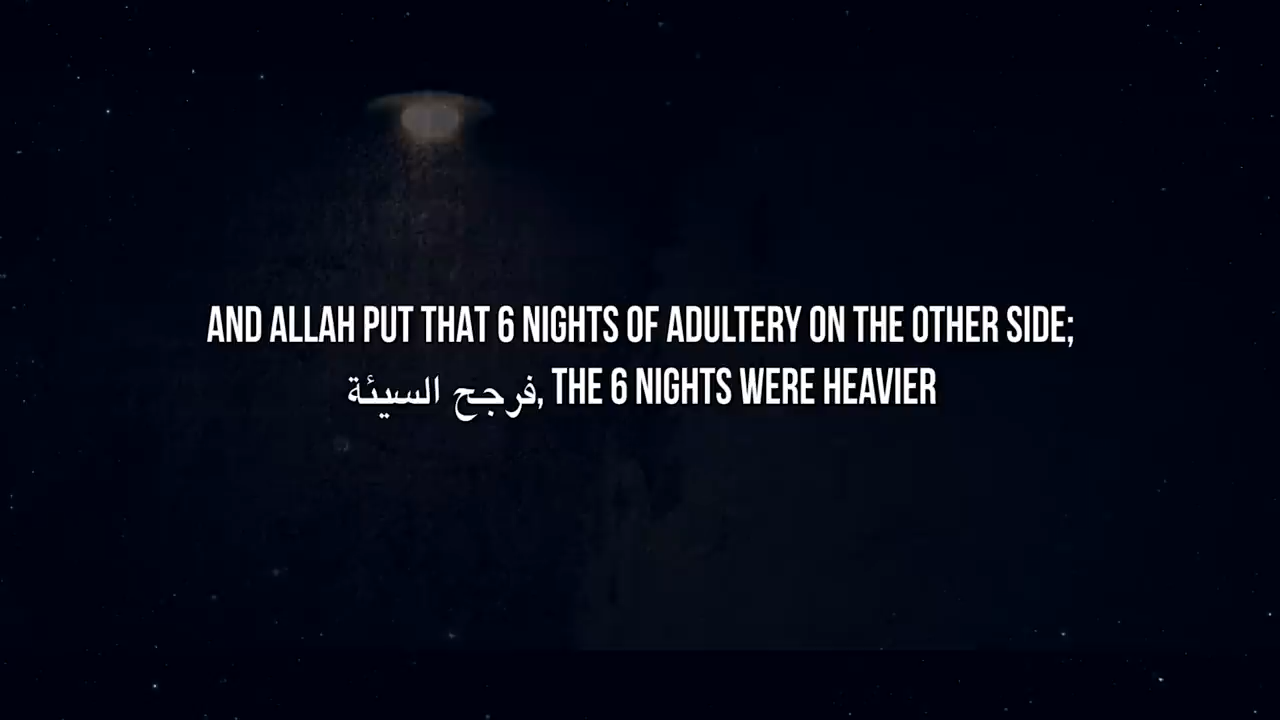 AND ALLAH PUT THAT 6 NIGHTS OF ADULTERY ON THE OTHER SIDE;
فرجح السيئة, THE 6 NIGHTS WERE HEAVIER